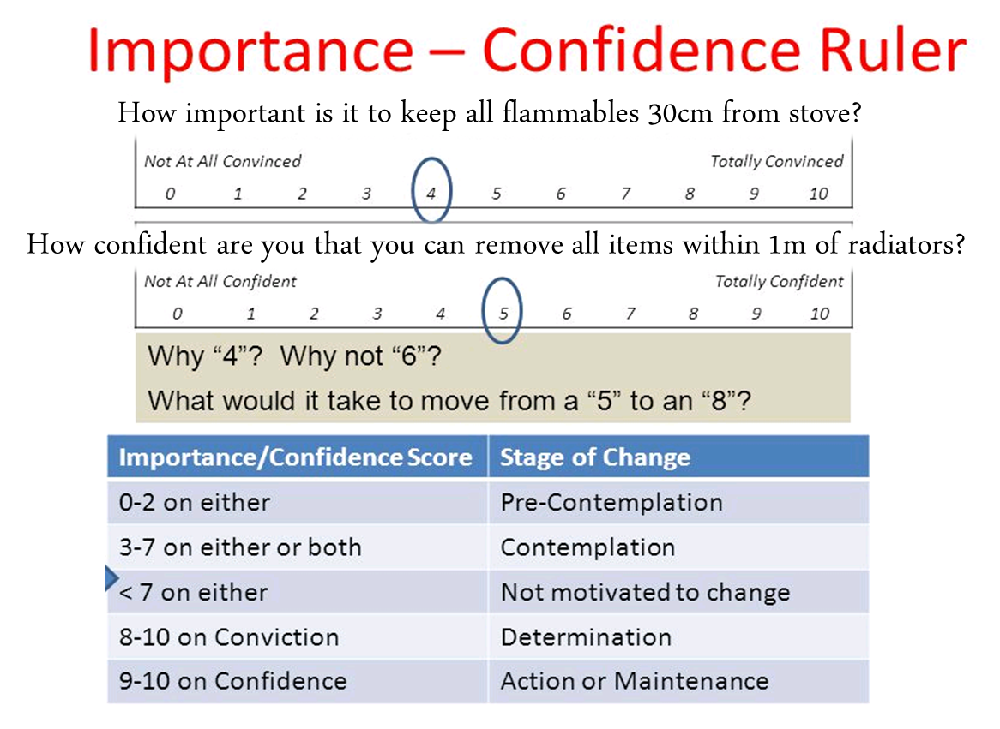 Importance – Confidence Ruler
How important is it to keep all flammables 30cm from stove?
Not At All Convinced Totally Convinced
0 1 2 3 4 5 6 7 8 9 10
How confident are you that you can remove all items within 1m of radiators?
Not At All Confident Totally Confident
0 1 2 3 4 5 6 7 8 9 10
Why “4”? Why not “6”?
What would it take to move from a “5” to an “8”?
Importance/Confidence Score Stage of Change
0-2 on either Pre-Contemplation
3-7 on either or both Contemplation
< 7 on either Not motivated to change
8-10 on Conviction Determination
9-10 on Confidence Action or Maintenance